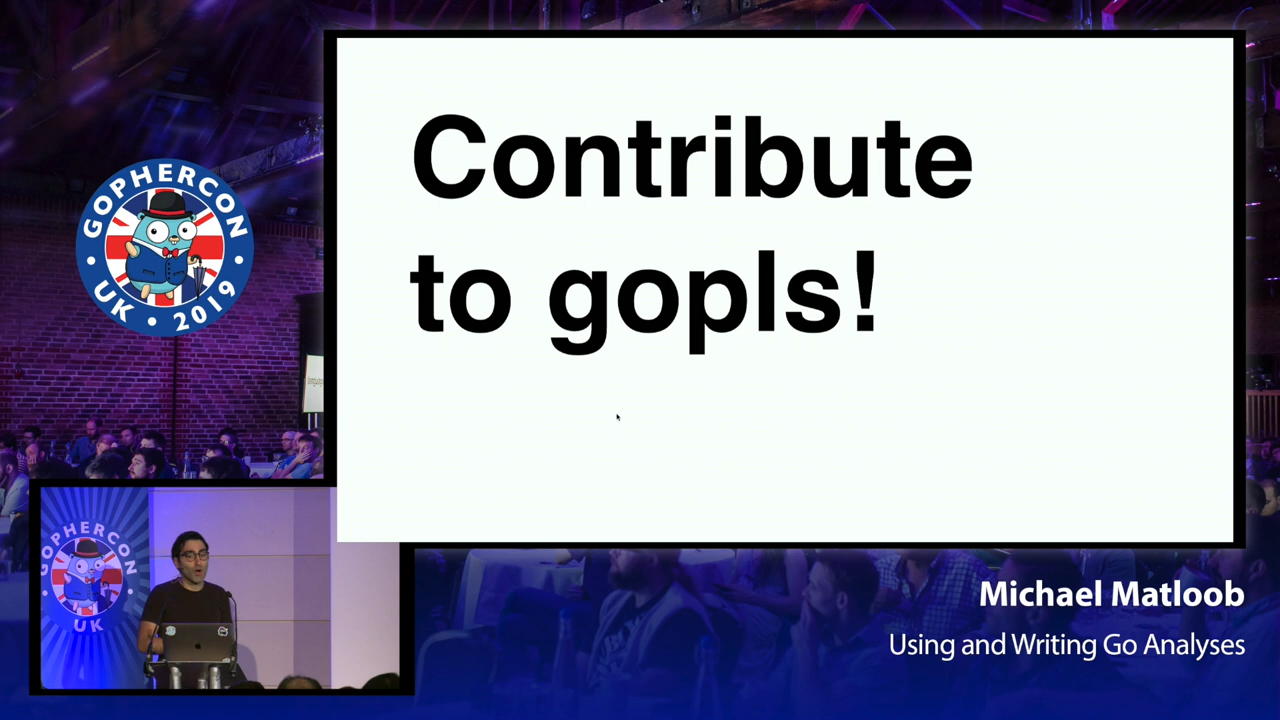 Contribute
to gopls!
GOPHERCON
UK • 2019
GOPHERCON
UK
Michael Matloob
Using and Writing Go Analyses